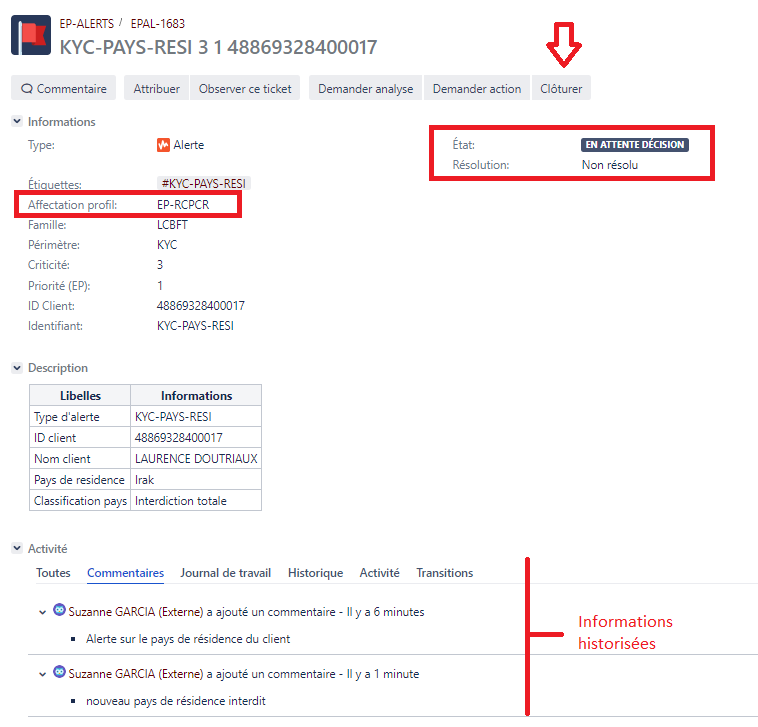 EP-ALERTS / EPAL-1683
KYC-PAYS-RESI 3 1 48869328400017
Commentaire Attribuer Observer ce ticket Demander analyse Demander action Clôturer
Informations
Type: Alerte
État: EN ATTENTE DÉCISION
Résolution: Non résolu
Étiquettes: #KYC-PAYS-RESI
Affectation profil: EP-RCPCR
Famille: LCBFT
Périmètre: KYC
Criticité: 3
Priorité (EP): 1
ID Client: 48869328400017
Identifiant: KYC-PAYS-RESI
Description
Libelles Informations
Type d'alerte KYC-PAYS-RESI
ID client 48869328400017
Nom client LAURENCE DOUTRIAUX
Pays de residence Irak
Classification pays Interdiction totale
Activité
Toutes Commentaires Journal de travail Historique Activité Transitions
Suzanne GARCIA (Externe) a ajouté un commentaire - Il y a 6 minutes
Alerte sur le pays de résidence du client
Suzanne GARCIA (Externe) a ajouté un commentaire - Il y a 1 minute
nouveau pays de résidence interdit
Informations
historisées